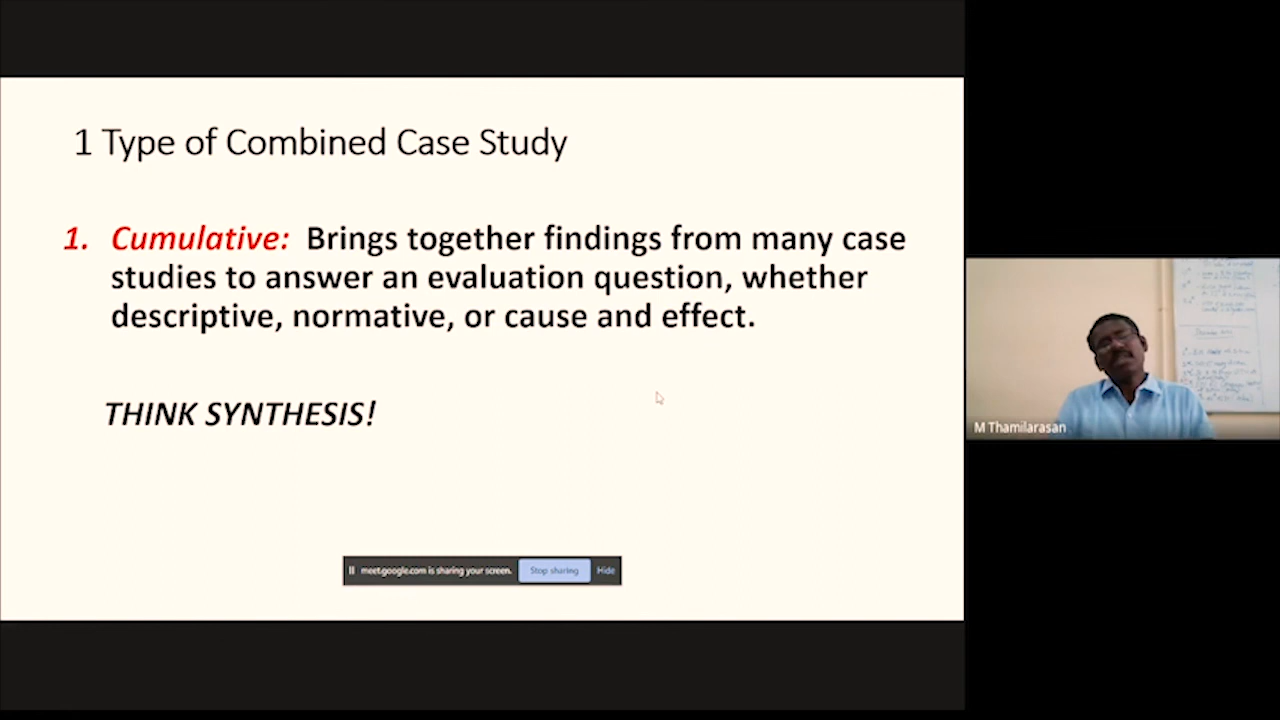 1 Type of Combined Case Study
1. Cumulative: Brings together findings from many case
studies to answer an evaluation question, whether
descriptive, normative, or cause and effect.
THINK SYNTHESIS!
meet.google.com is sharing your screen. Stop sharing Hide
M Thamilarasan